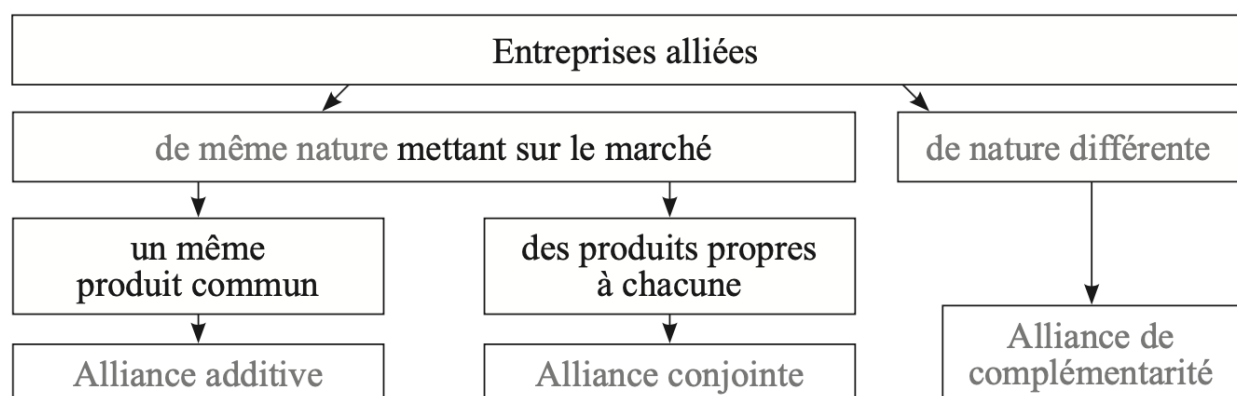 Entreprises alliées
de même nature mettant sur le marché
de nature différente
un même
produit commun
des produits propres
à chacune
Alliance additive
Alliance conjointe
Alliance de
complémentarité